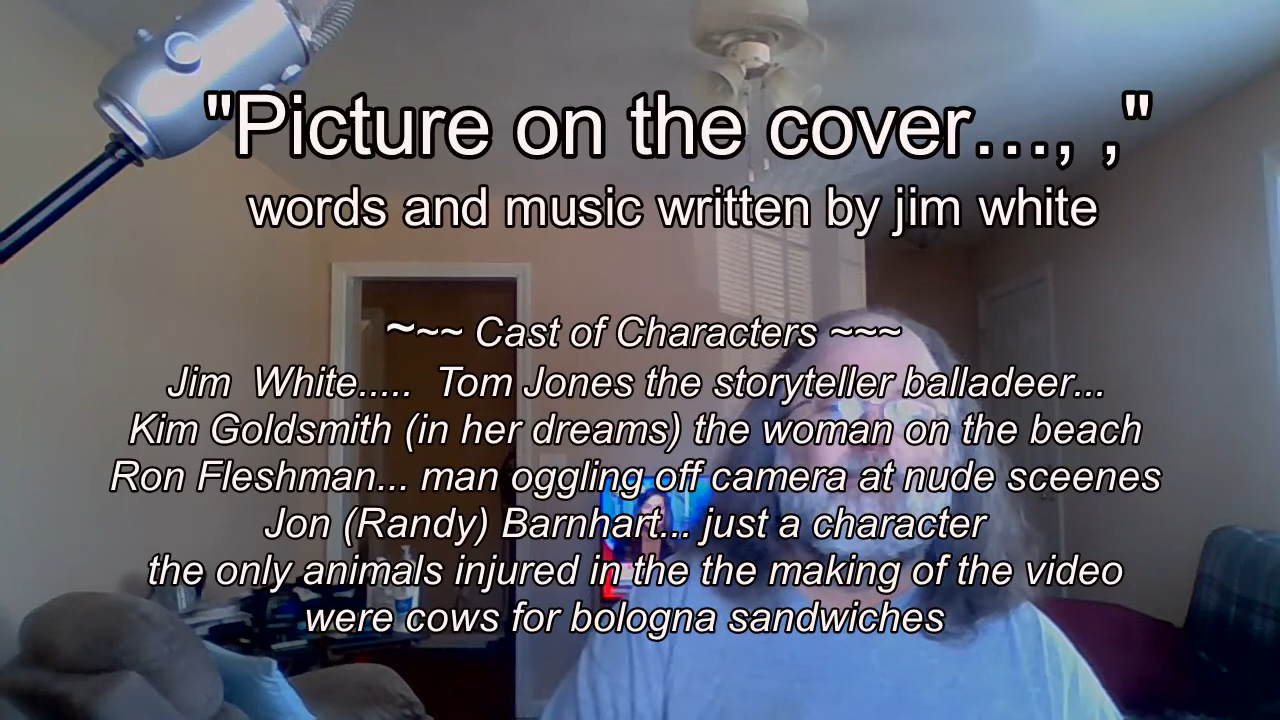 "Picture on the cover…, ,"
words and music written by jim white
~~~ Cast of Characters ~~~
Jim White..... Tom Jones the storyteller balladeer...
Kim Goldsmith (in her dreams) the woman on the beach
Ron Fleshman... man oggling off camera at nude sceenes
Jon (Randy) Barnhart... just a character
the only animals injured in the the making of the video
were cows for bologna sandwiches